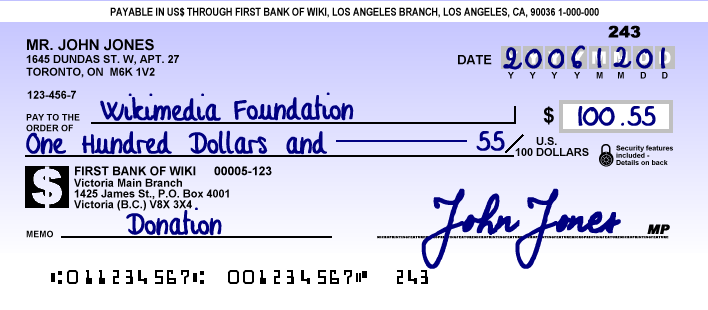 PAYABLE IN US$ THROUGH FIRST BANK OF WIKI, LOS ANGELES BRANCH, LOS ANGELES, CA, 90036 1-000-000
243
MR. JOHN JONES
1645 DUNDAS ST. W, APT. 27
TORONTO, ON M6K 1V2
DATE 20061201
Y Y Y Y M M D D
123-456-7
PAY TO THE ORDER OF Wikimedia Foundation $ 100.55
One Hundred Dollars and 55/100 U.S. DOLLARS
Security features included - Details on back
$ FIRST BANK OF WIKI 00005-123
Victoria Main Branch
1425 James St., P.O. Box 4001
Victoria (B.C.) V8X 3X4
MEMO Donation
John Jones MP
⑆011234567⑆ 001234567⑈ 243